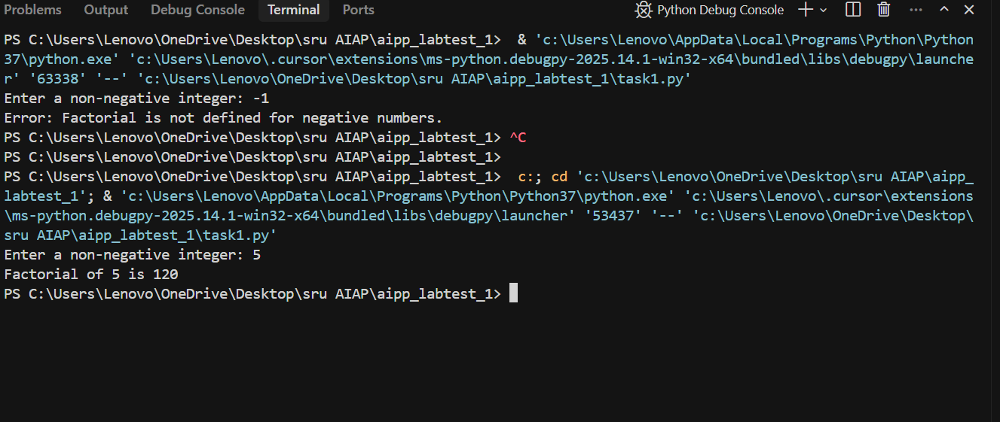 Problems Output Debug Console Terminal Ports Python Debug Console
PS C:\Users\Lenovo\OneDrive\Desktop\sru AIAP\aipp_labtest_1>  & 'c:\Users\Lenovo\AppData\Local\Programs\Python\Python
37\python.exe' 'c:\Users\Lenovo\.cursor\extensions\ms-python.debugpy-2025.14.1-win32-x64\bundled\libs\debugpy\launche
r' '63338' '--' 'c:\Users\Lenovo\OneDrive\Desktop\sru AIAP\aipp_labtest_1\task1.py'
Enter a non-negative integer: -1
Error: Factorial is not defined for negative numbers.
PS C:\Users\Lenovo\OneDrive\Desktop\sru AIAP\aipp_labtest_1> ^C
PS C:\Users\Lenovo\OneDrive\Desktop\sru AIAP\aipp_labtest_1>
PS C:\Users\Lenovo\OneDrive\Desktop\sru AIAP\aipp_labtest_1>  c:; cd 'c:\Users\Lenovo\OneDrive\Desktop\sru AIAP\aipp_
labtest_1'; & 'c:\Users\Lenovo\AppData\Local\Programs\Python\Python37\python.exe' 'c:\Users\Lenovo\.cursor\extensions
\ms-python.debugpy-2025.14.1-win32-x64\bundled\libs\debugpy\launcher' '53437' '--' 'c:\Users\Lenovo\OneDrive\Desktop\
sru AIAP\aipp_labtest_1\task1.py'
Enter a non-negative integer: 5
Factorial of 5 is 120
PS C:\Users\Lenovo\OneDrive\Desktop\sru AIAP\aipp_labtest_1>